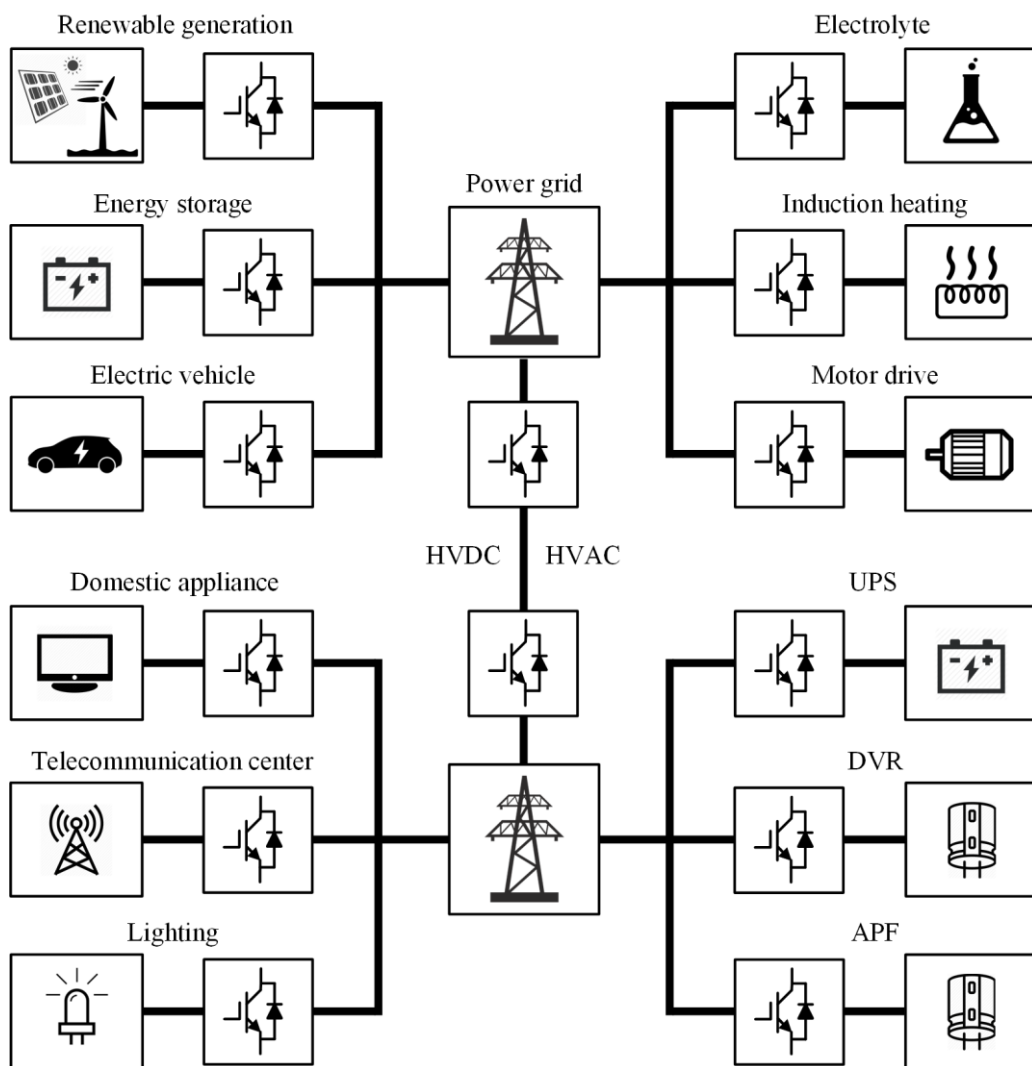 Renewable generation
Electrolyte
Power grid
Energy storage
Induction heating
Electric vehicle
Motor drive
HVDC
HVAC
Domestic appliance
UPS
Telecommunication center
DVR
Lighting
APF